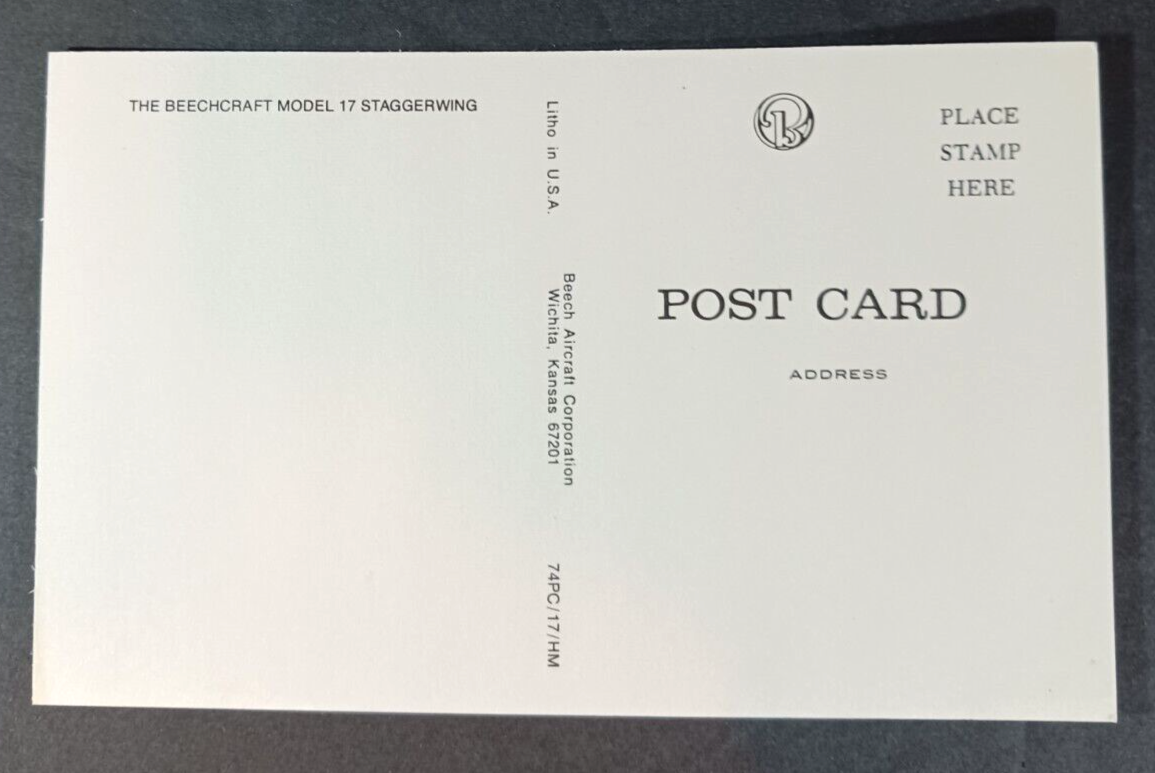 THE BEECHCRAFT MODEL 17 STAGGERWING
Litho in U.S.A.
Beech Aircraft Corporation
Wichita, Kansas 67201
74PC/17/HM
B
PLACE
STAMP
HERE
POST CARD
ADDRESS